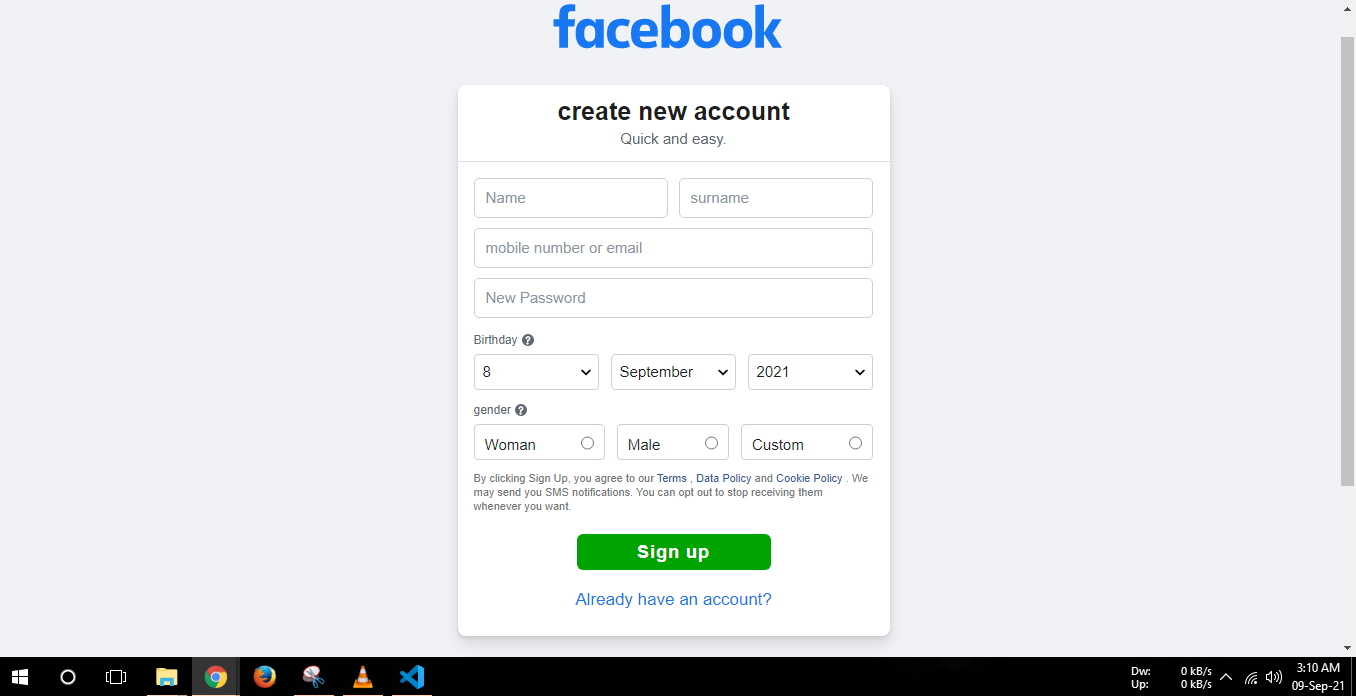 facebook
create new account
Quick and easy.
Name surname
mobile number or email
New Password
Birthday ?
8 September 2021
gender ?
Woman Male Custom
By clicking Sign Up, you agree to our Terms , Data Policy and Cookie Policy . We
may send you SMS notifications. You can opt out to stop receiving them
whenever you want.
Sign up
Already have an account?
Dw: 0 kB/s
Up: 0 kB/s
3:10 AM
09-Sep-21